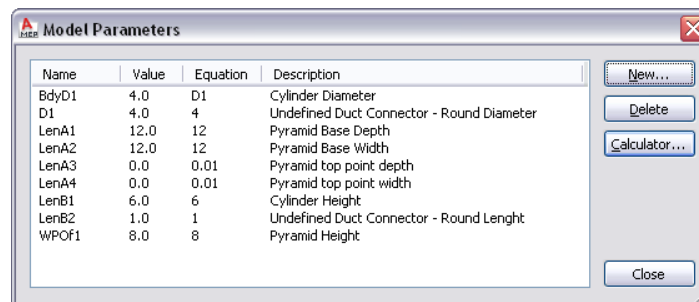 A MEP Model Parameters
Name Value Equation Description
BdyD1 4.0 D1 Cylinder Diameter
D1 4.0 4 Undefined Duct Connector - Round Diameter
LenA1 12.0 12 Pyramid Base Depth
LenA2 12.0 12 Pyramid Base Width
LenA3 0.0 0.01 Pyramid top point depth
LenA4 0.0 0.01 Pyramid top point width
LenB1 6.0 6 Cylinder Height
LenB2 1.0 1 Undefined Duct Connector - Round Lenght
WPOf1 8.0 8 Pyramid Height
New...
Delete
Calculator...
Close